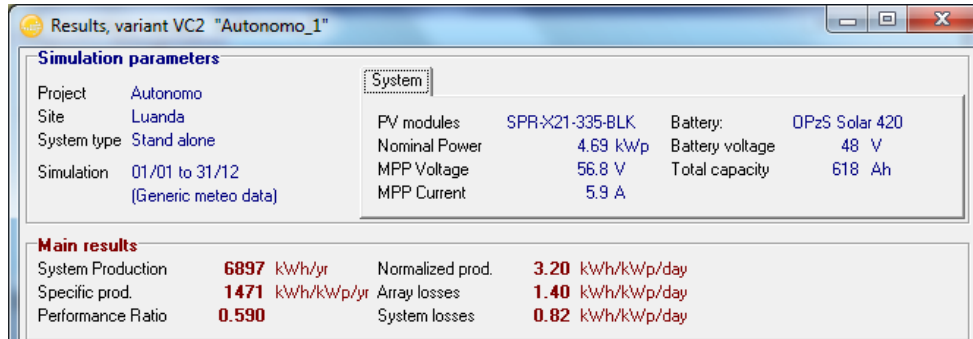 Results, variant VC2 "Autonomo_1"
Simulation parameters
Project Autonomo
Site Luanda
System type Stand alone
Simulation 01/01 to 31/12
(Generic meteo data)
System
PV modules SPR-X21-335-BLK Battery: OPzS Solar 420
Nominal Power 4.69 kWp Battery voltage 48 V
MPP Voltage 56.8 V Total capacity 618 Ah
MPP Current 5.9 A
Main results
System Production 6897 kWh/yr Normalized prod. 3.20 kWh/kWp/day
Specific prod. 1471 kWh/kWp/yr Array losses 1.40 kWh/kWp/day
Performance Ratio 0.590 System losses 0.82 kWh/kWp/day